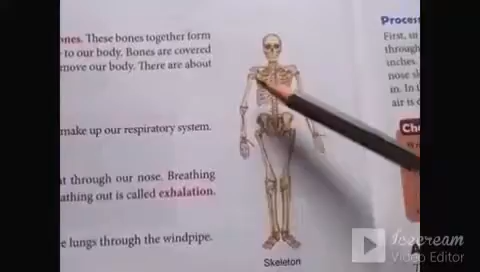 ones. These bones together form
to our body. Bones are covered
move our body. There are about
make up our respiratory system.
t through our nose. Breathing
athing out is called exhalation.
e lungs through the windpipe.
Skeleton
Process
First, in
through
inches.
nose
in. In
air is
Icecream
Video Editor